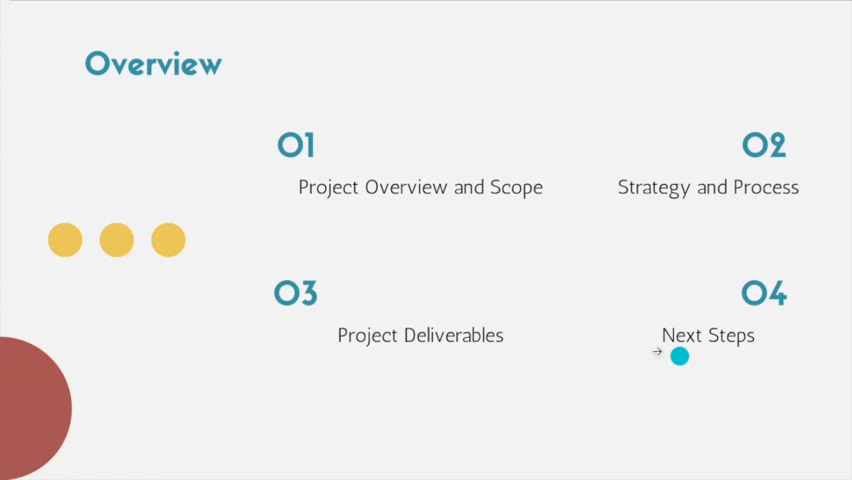 Overview
01
02
Project Overview and Scope
Strategy and Process
03
04
Project Deliverables
Next Steps